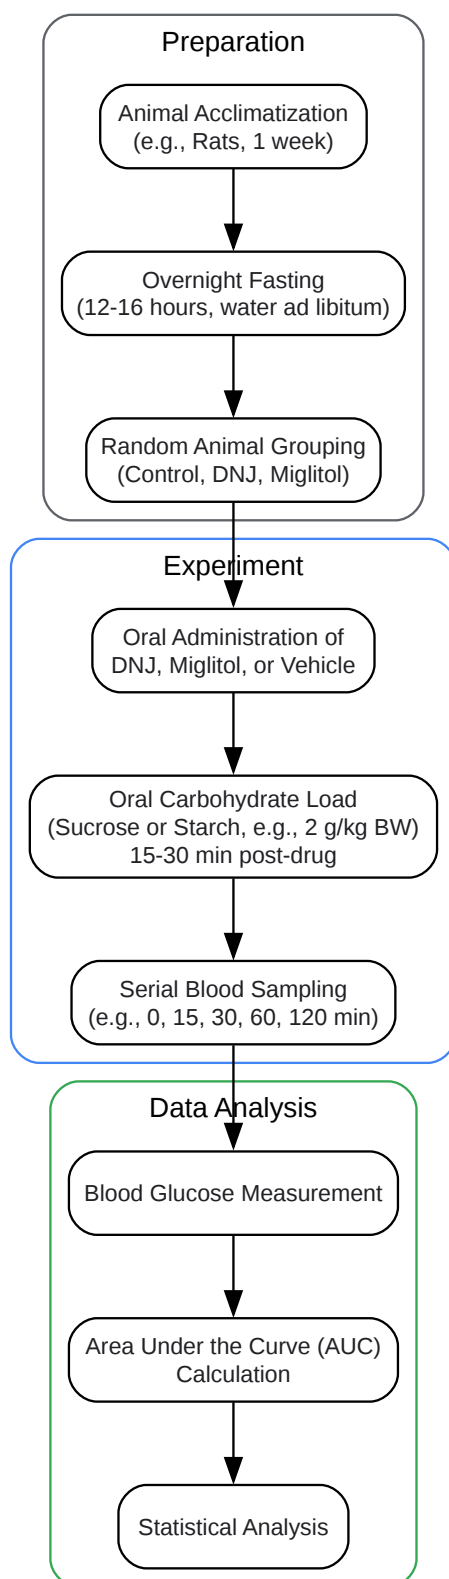 Preparation
Animal Acclimatization
(e.g., Rats, 1 week)
Overnight Fasting
(12-16 hours, water ad libitum)
Random Animal Grouping
(Control, DNJ, Miglitol)
Experiment
Oral Administration of
DNJ, Miglitol, or Vehicle
Oral Carbohydrate Load
(Sucrose or Starch, e.g., 2 g/kg BW)
15-30 min post-drug
Serial Blood Sampling
(e.g., 0, 15, 30, 60, 120 min)
Data Analysis
Blood Glucose Measurement
Area Under the Curve (AUC)
Calculation
Statistical Analysis